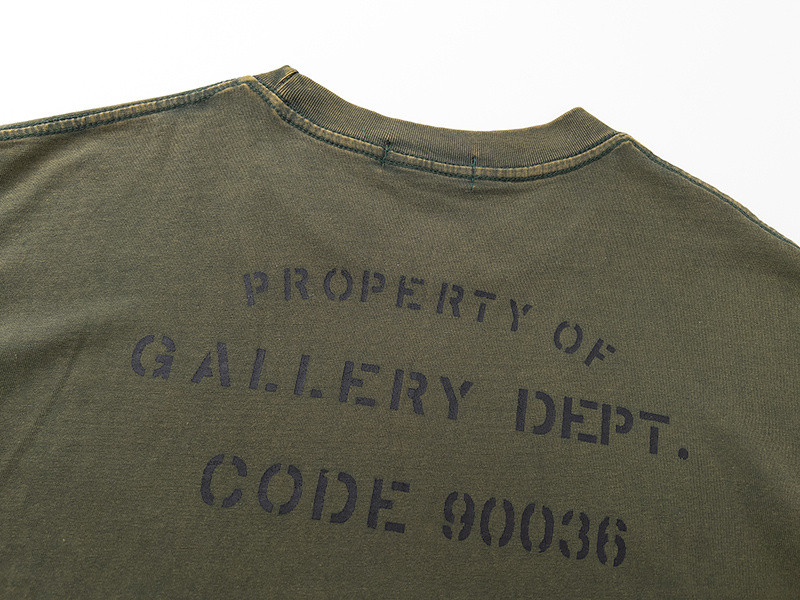 PROPERTY OF
GALLERY DEPT.
CODE 90036